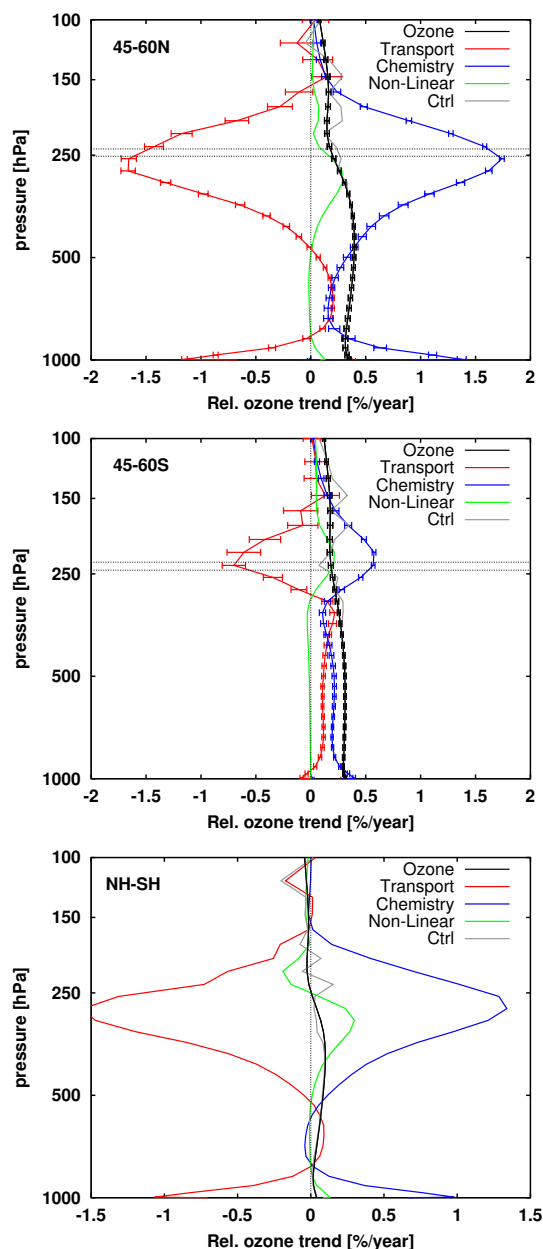 100
45-60N
Ozone
Transport
Chemistry
Non-Linear
Ctrl
150
250
500
1000
pressure [hPa]
-2 -1.5 -1 -0.5 0 0.5 1 1.5 2
Rel. ozone trend [%/year]
100
45-60S
Ozone
Transport
Chemistry
Non-Linear
Ctrl
150
250
500
1000
pressure [hPa]
-2 -1.5 -1 -0.5 0 0.5 1 1.5 2
Rel. ozone trend [%/year]
100
NH-SH
Ozone
Transport
Chemistry
Non-Linear
Ctrl
150
250
500
1000
pressure [hPa]
-1.5 -1 -0.5 0 0.5 1 1.5
Rel. ozone trend [%/year]